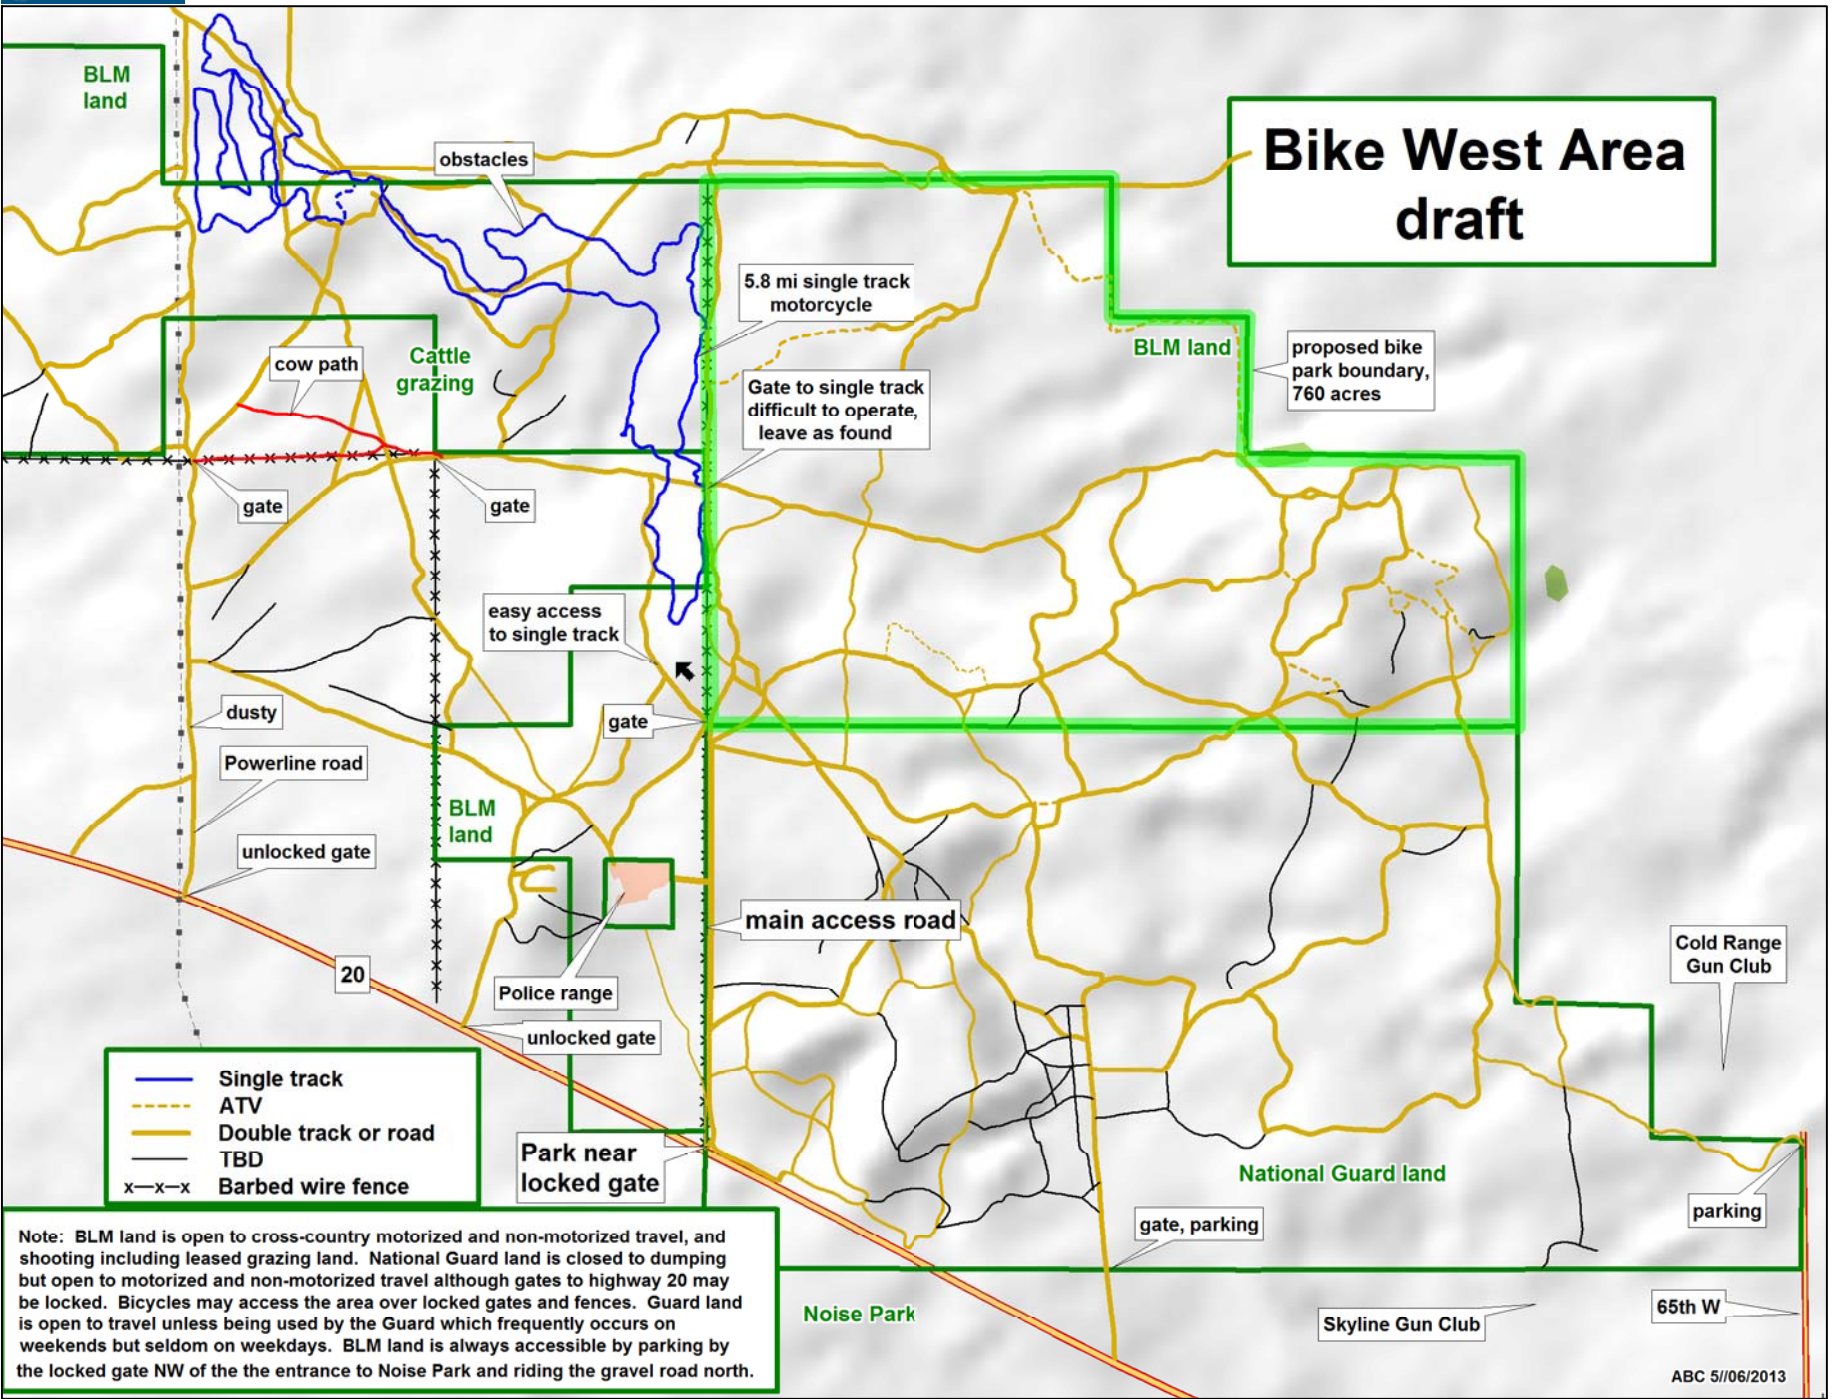 BLM
land
Bike West Area
draft
obstacles
5.8 mi single track
motorcycle
BLM land
proposed bike
park boundary,
760 acres
cow path
Cattle
grazing
Gate to single track
difficult to operate,
leave as found
gate
gate
easy access
to single track
gate
dusty
Powerline road
BLM
land
unlocked gate
main access road
20
Police range
unlocked gate
Cold Range
Gun Club
Single track
ATV
Double track or road
TBD
x—x—x Barbed wire fence
Park near
locked gate
National Guard land
parking
gate, parking
Noise Park
Skyline Gun Club
65th W
Note: BLM land is open to cross-country motorized and non-motorized travel, and
shooting including leased grazing land. National Guard land is closed to dumping
but open to motorized and non-motorized travel although gates to highway 20 may
be locked. Bicycles may access the area over locked gates and fences. Guard land
is open to travel unless being used by the Guard which frequently occurs on
weekends but seldom on weekdays. BLM land is always accessible by parking by
the locked gate NW of the the entrance to Noise Park and riding the gravel road north.
ABC 5//06/2013